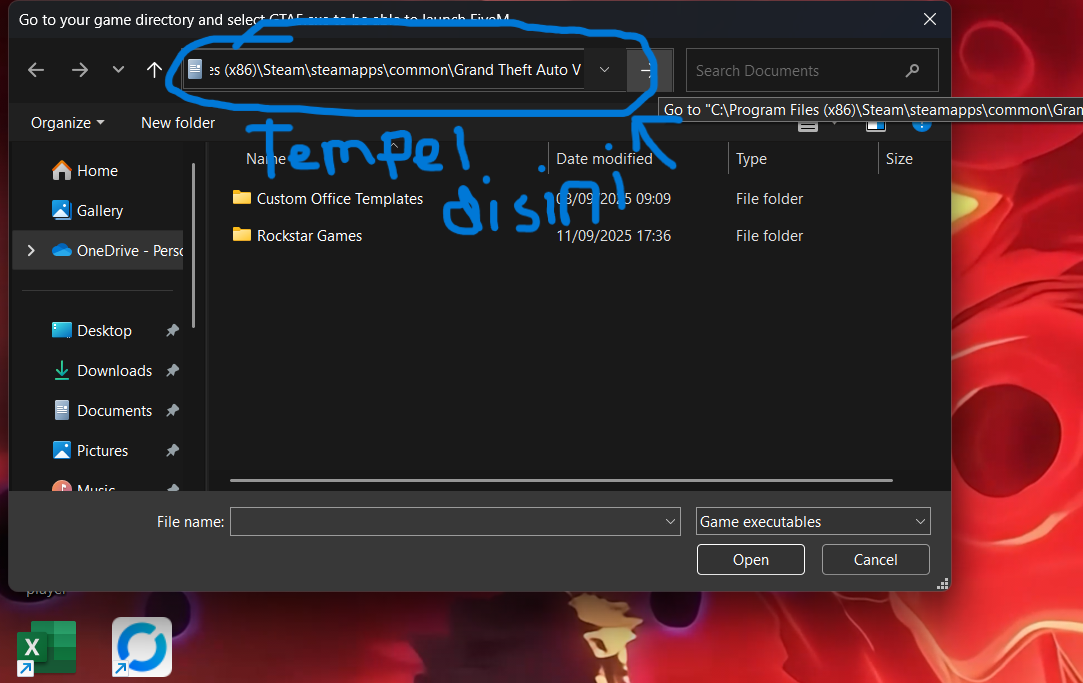 Go to your game directory and select GTA5.exe to be able to launch FiveM
es (x86)\Steam\steamapps\common\Grand Theft Auto V
Search Documents
Go to "C:\Program Files (x86)\Steam\steamapps\common\Gran
Organize
New folder
Tempel
disini
Name
Date modified
Type
Size
Home
Gallery
OneDrive - Perso
Desktop
Downloads
Documents
Pictures
Music
Custom Office Templates
08/09/2025 09:09
File folder
Rockstar Games
11/09/2025 17:36
File folder
File name:
Game executables
Open
Cancel
player
X